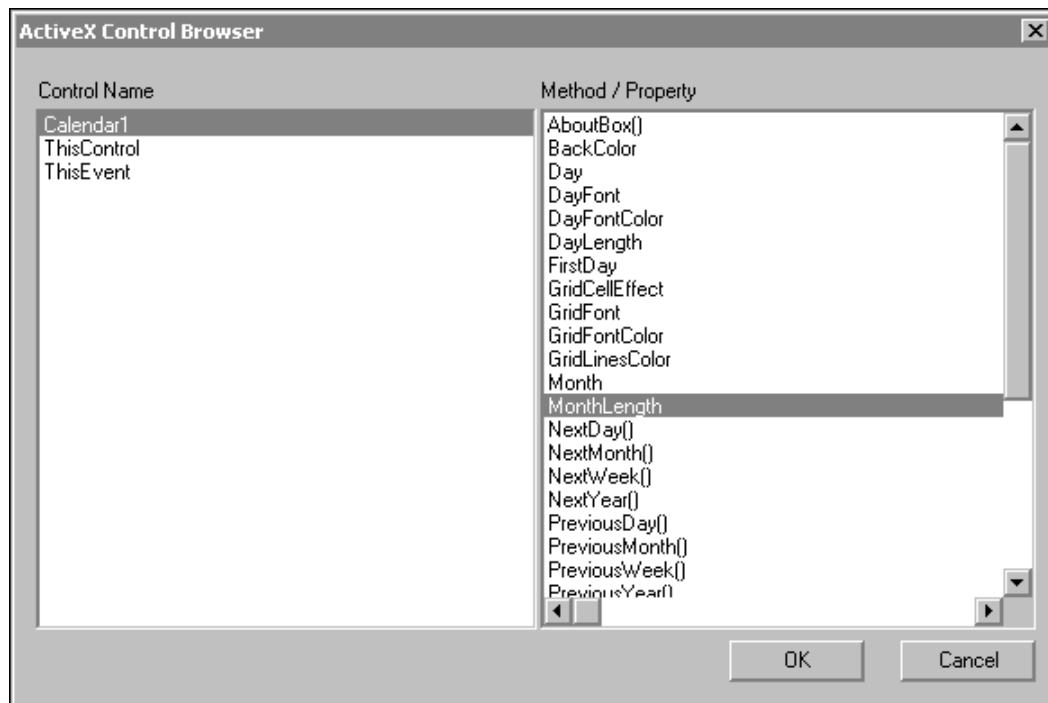 ActiveX Control Browser
Control Name
Calendar1
ThisControl
ThisEvent
Method / Property
AboutBox()
BackColor
Day
DayFont
DayFontColor
DayLength
FirstDay
GridCellEffect
GridFont
GridFontColor
GridLinesColor
Month
MonthLength
NextDay()
NextMonth()
NextWeek()
NextYear()
PreviousDay()
PreviousMonth()
PreviousWeek()
PreviousYear()
OK
Cancel